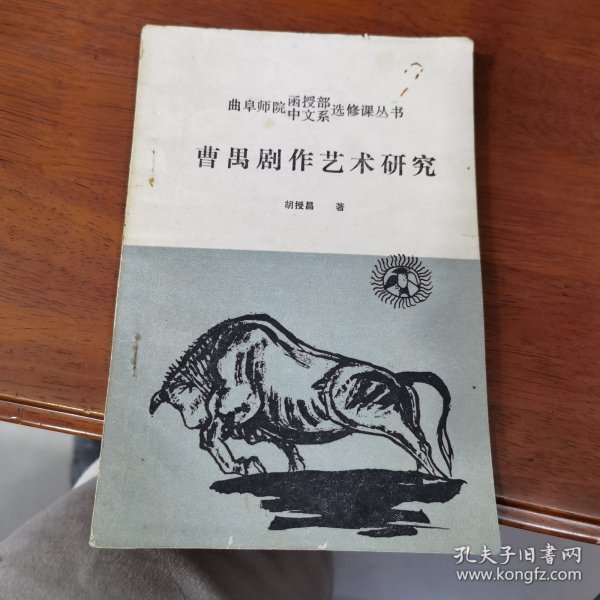 曲阜师院函授部中文系选修课丛书
曹禺剧作艺术研究
胡授昌 著
孔夫子旧书网
www.kongfz.com